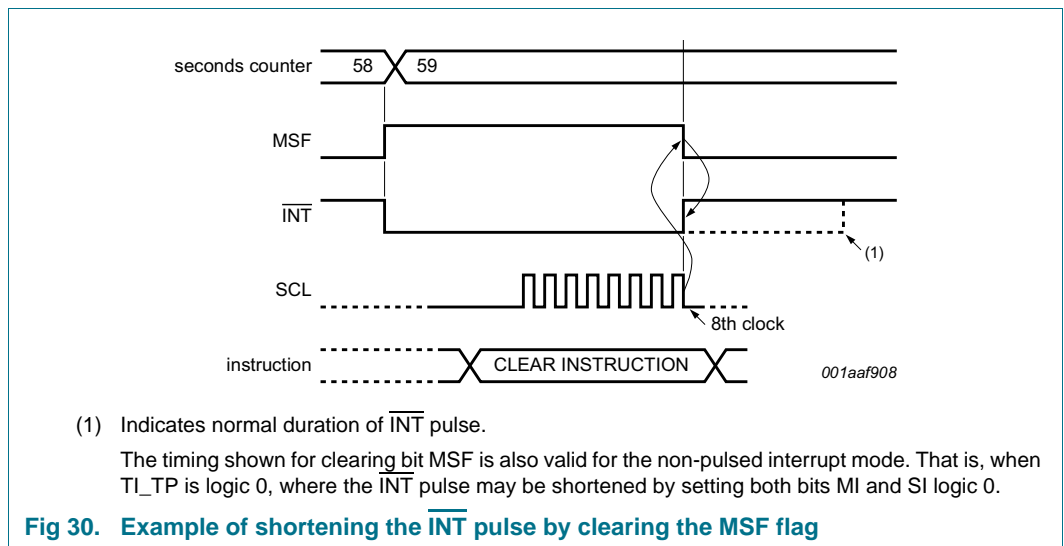 seconds counter 58 59
MSF
INT
(1)
SCL
8th clock
instruction CLEAR INSTRUCTION
001aaf908
(1) Indicates normal duration of INT pulse.
The timing shown for clearing bit MSF is also valid for the non-pulsed interrupt mode. That is, when
TI_TP is logic 0, where the INT pulse may be shortened by setting both bits MI and SI logic 0.
Fig 30. Example of shortening the INT pulse by clearing the MSF flag